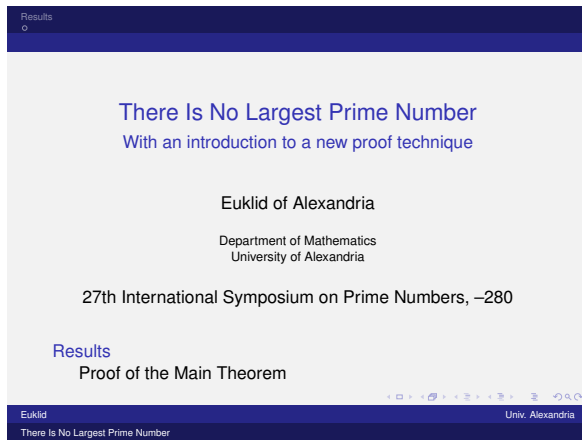 Results
There Is No Largest Prime Number
With an introduction to a new proof technique
Euklid of Alexandria
Department of Mathematics
University of Alexandria
27th International Symposium on Prime Numbers, –280
Results
Proof of the Main Theorem
Euklid Univ. Alexandria
There Is No Largest Prime Number